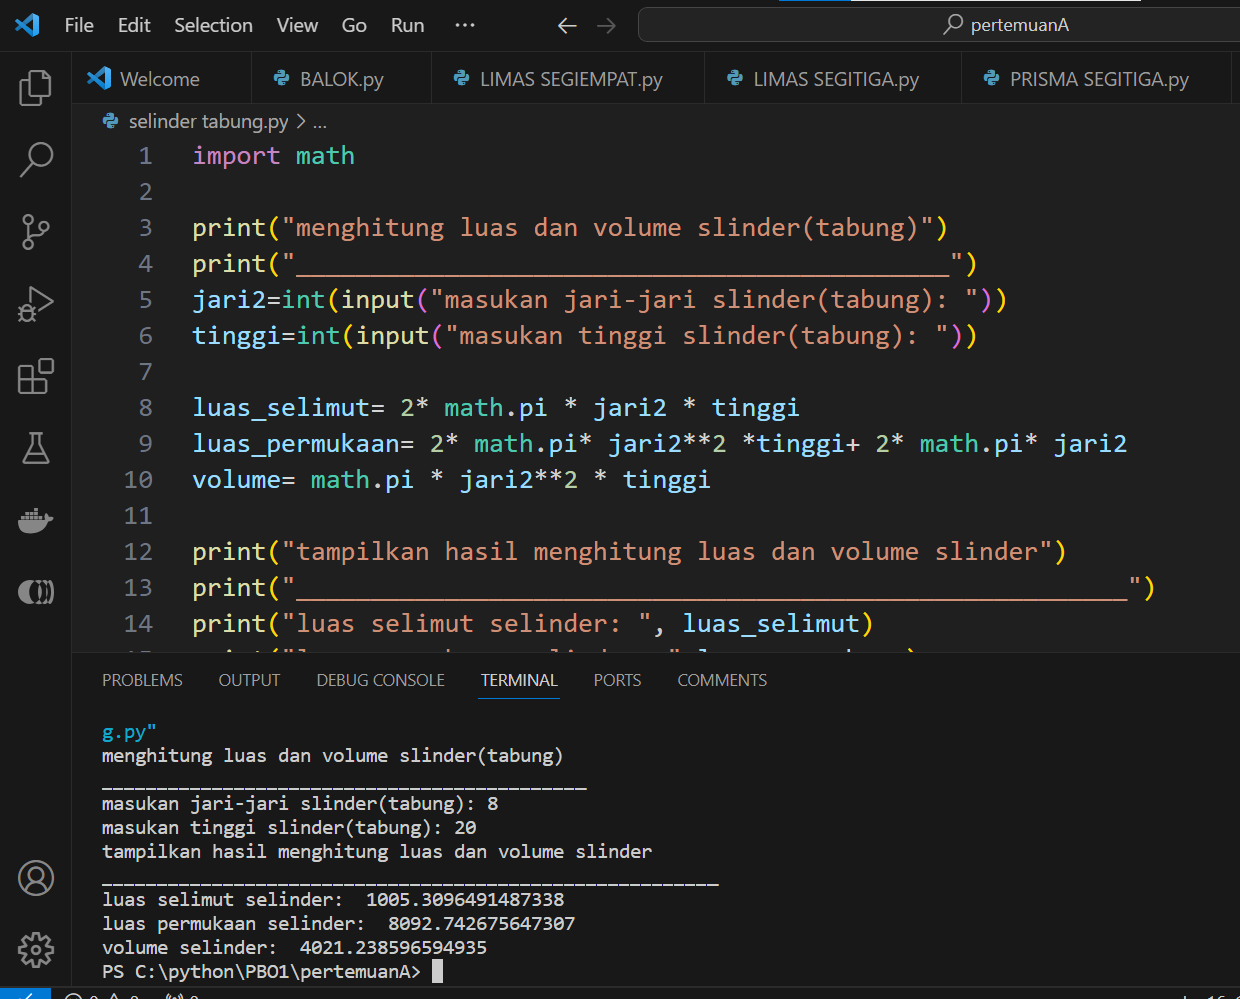 File Edit Selection View Go Run ··· ← → pertemuanA
Welcome BALOK.py LIMAS SEGIEMPAT.py LIMAS SEGITIGA.py PRISMA SEGITIGA.py
selinder tabung.py > ...
1 import math
2
3 print("menghitung luas dan volume slinder(tabung)")
4 print("____________________________________________")
5 jari2=int(input("masukan jari-jari slinder(tabung): "))
6 tinggi=int(input("masukan tinggi slinder(tabung): "))
7
8 luas_selimut= 2* math.pi * jari2 * tinggi
9 luas_permukaan= 2* math.pi* jari2**2 *tinggi+ 2* math.pi* jari2
10 volume= math.pi * jari2**2 * tinggi
11
12 print("tampilkan hasil menghitung luas dan volume slinder")
13 print("________________________________________________________")
14 print("luas selimut selinder: ", luas_selimut)
PROBLEMS OUTPUT DEBUG CONSOLE TERMINAL PORTS COMMENTS
g.py"
menghitung luas dan volume slinder(tabung)
____________________________________________
masukan jari-jari slinder(tabung): 8
masukan tinggi slinder(tabung): 20
tampilkan hasil menghitung luas dan volume slinder
________________________________________________________
luas selimut selinder:  1005.3096491487338
luas permukaan selinder:  8092.742675647307
volume selinder:  4021.238596594935
PS C:\python\PBO1\pertemuanA>